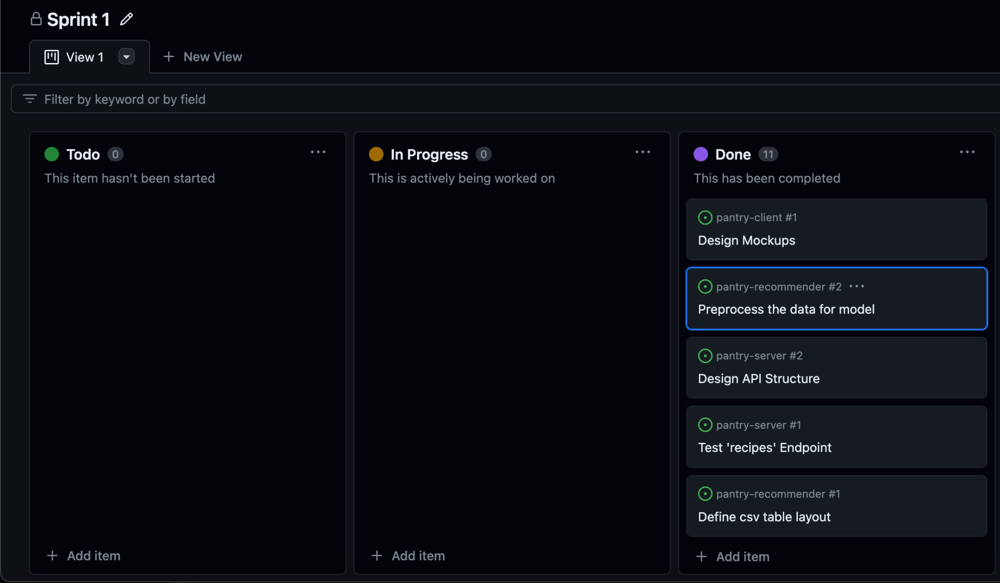 Sprint 1
View 1
New View
Filter by keyword or by field
Todo 0
This item hasn't been started
Add item
In Progress 0
This is actively being worked on
Add item
Done 11
This has been completed
pantry-client #1
Design Mockups
pantry-recommender #2
Preprocess the data for model
pantry-server #2
Design API Structure
pantry-server #1
Test 'recipes' Endpoint
pantry-recommender #1
Define csv table layout
Add item